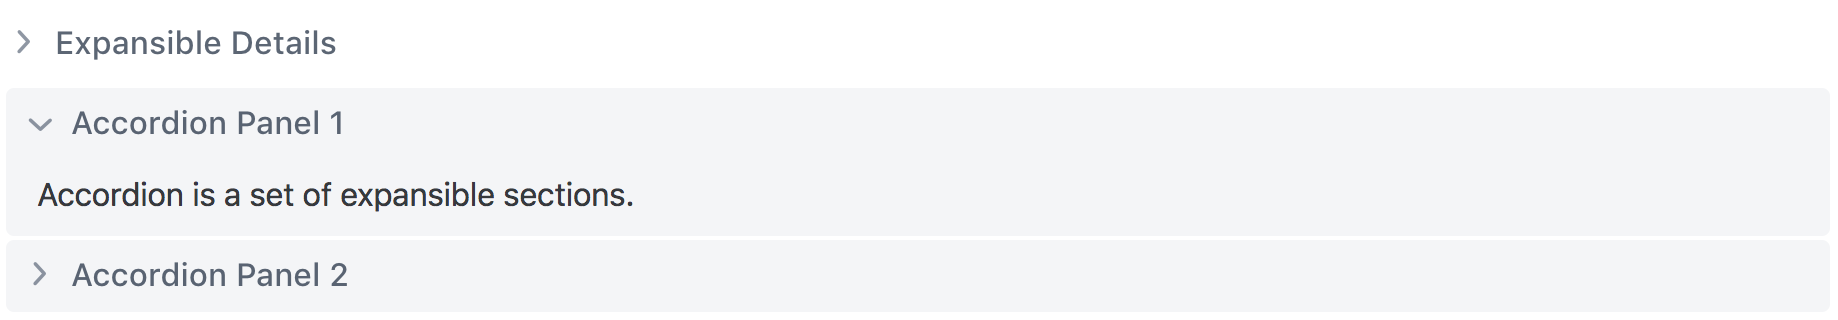 Expansible Details
Accordion Panel 1
Accordion is a set of expansible sections.
Accordion Panel 2